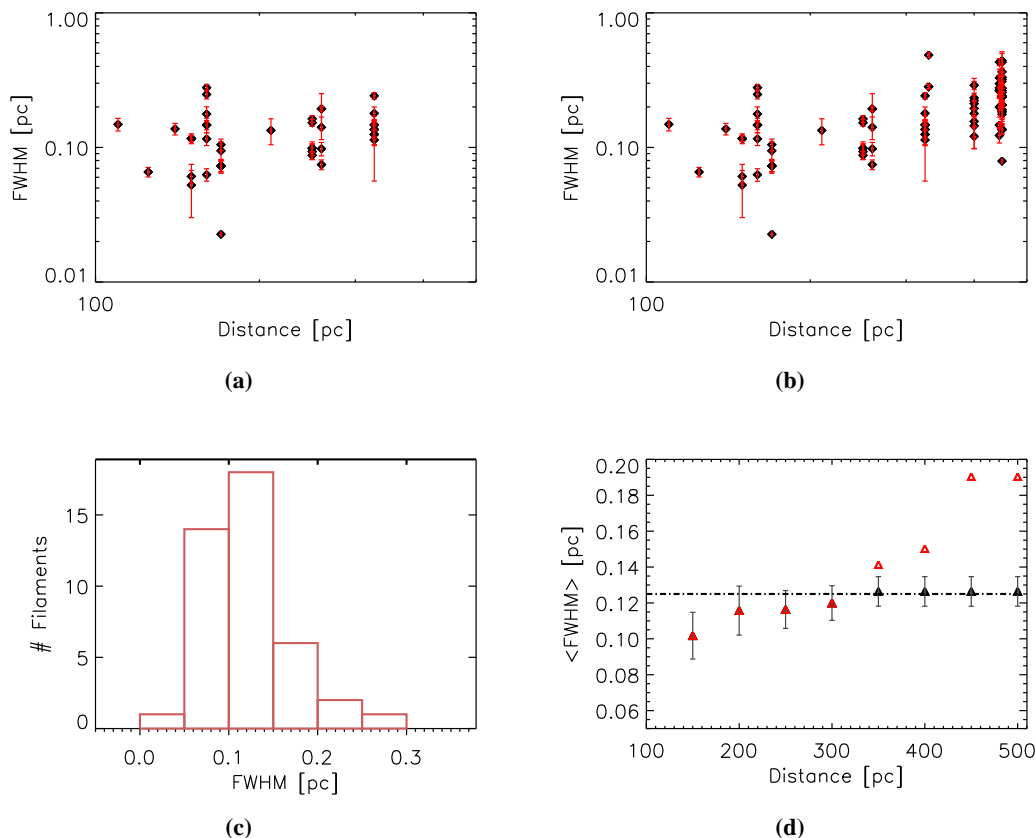 1.00
0.10
0.01
FWHM [pc]
100
Distance [pc]
(a)
1.00
0.10
0.01
FWHM [pc]
100
Distance [pc]
(b)
15
10
5
0
# Filaments
0.0 0.1 0.2 0.3
FWHM [pc]
(c)
0.20
0.18
0.16
0.14
0.12
0.10
0.08
0.06
<FWHM> [pc]
100 200 300 400 500
Distance [pc]
(d)